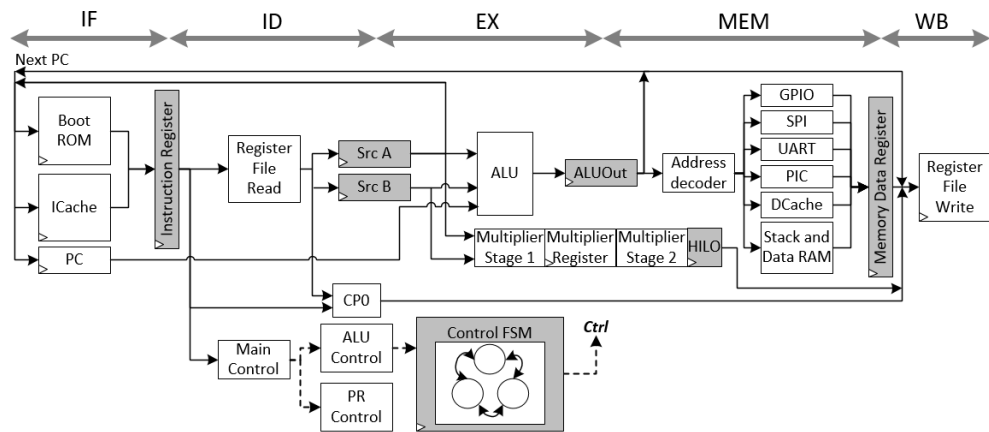 IF
ID
EX
MEM
WB
Next PC
Boot
ROM
ICache
PC
Instruction Register
Register
File
Read
Src A
Src B
ALU
ALUOut
Address
decoder
GPIO
SPI
UART
PIC
DCache
Stack and
Data RAM
Memory Data Register
Register
File
Write
Multiplier
Stage 1
Multiplier
Register
Multiplier
Stage 2
HILO
CP0
Main
Control
ALU
Control
PR
Control
Control FSM
Ctrl